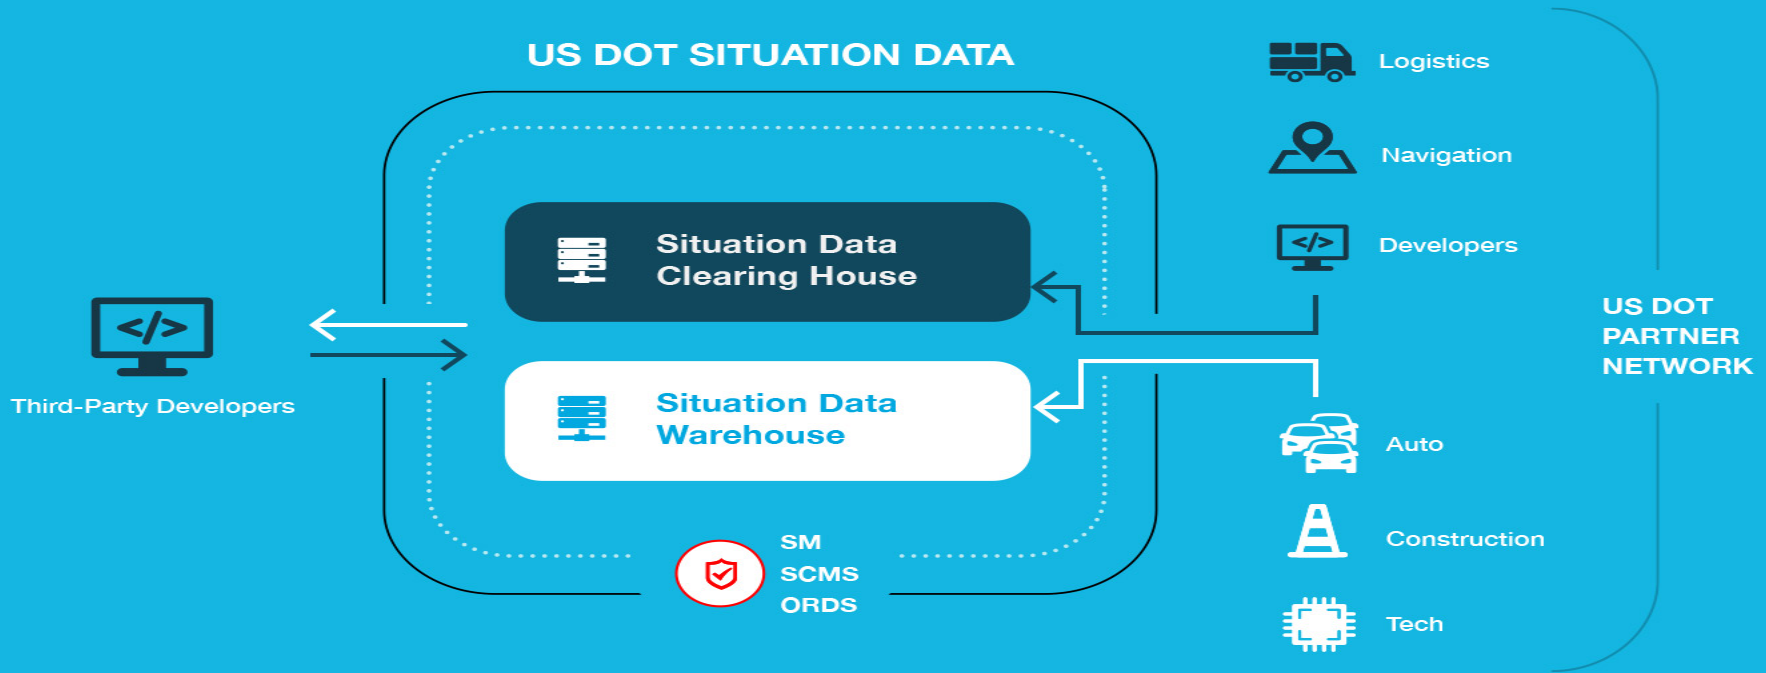 US DOT SITUATION DATA
Logistics
Navigation
Developers
Situation Data
Clearing House
</>
</>
Third-Party Developers
Situation Data
Warehouse
US DOT
PARTNER
NETWORK
Auto
Construction
Tech
SM
SCMS
ORDS